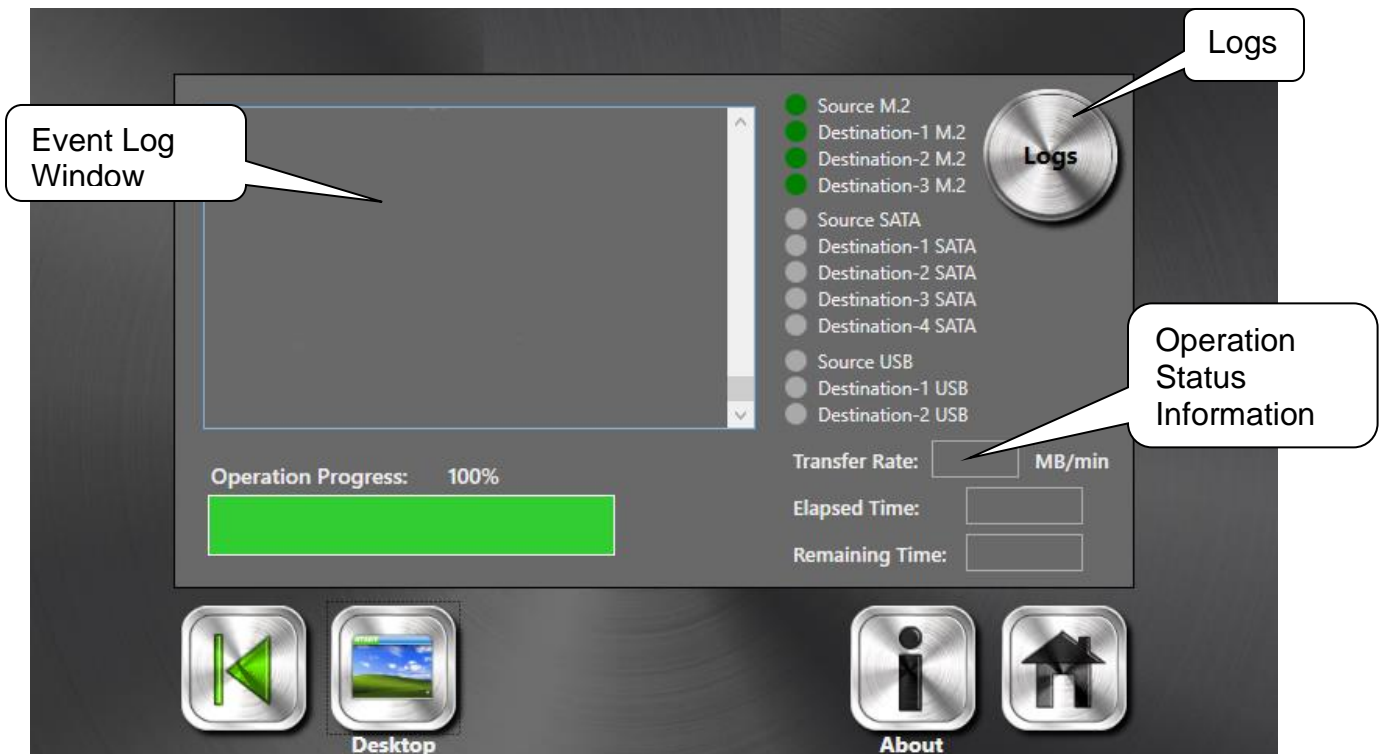 Logs
Event Log
Window
Source M.2
Destination-1 M.2
Destination-2 M.2
Destination-3 M.2
Logs
Source SATA
Destination-1 SATA
Destination-2 SATA
Destination-3 SATA
Destination-4 SATA
Source USB
Destination-1 USB
Destination-2 USB
Operation
Status
Information
Transfer Rate: MB/min
Operation Progress: 100%
Elapsed Time:
Remaining Time:
START
Desktop
About